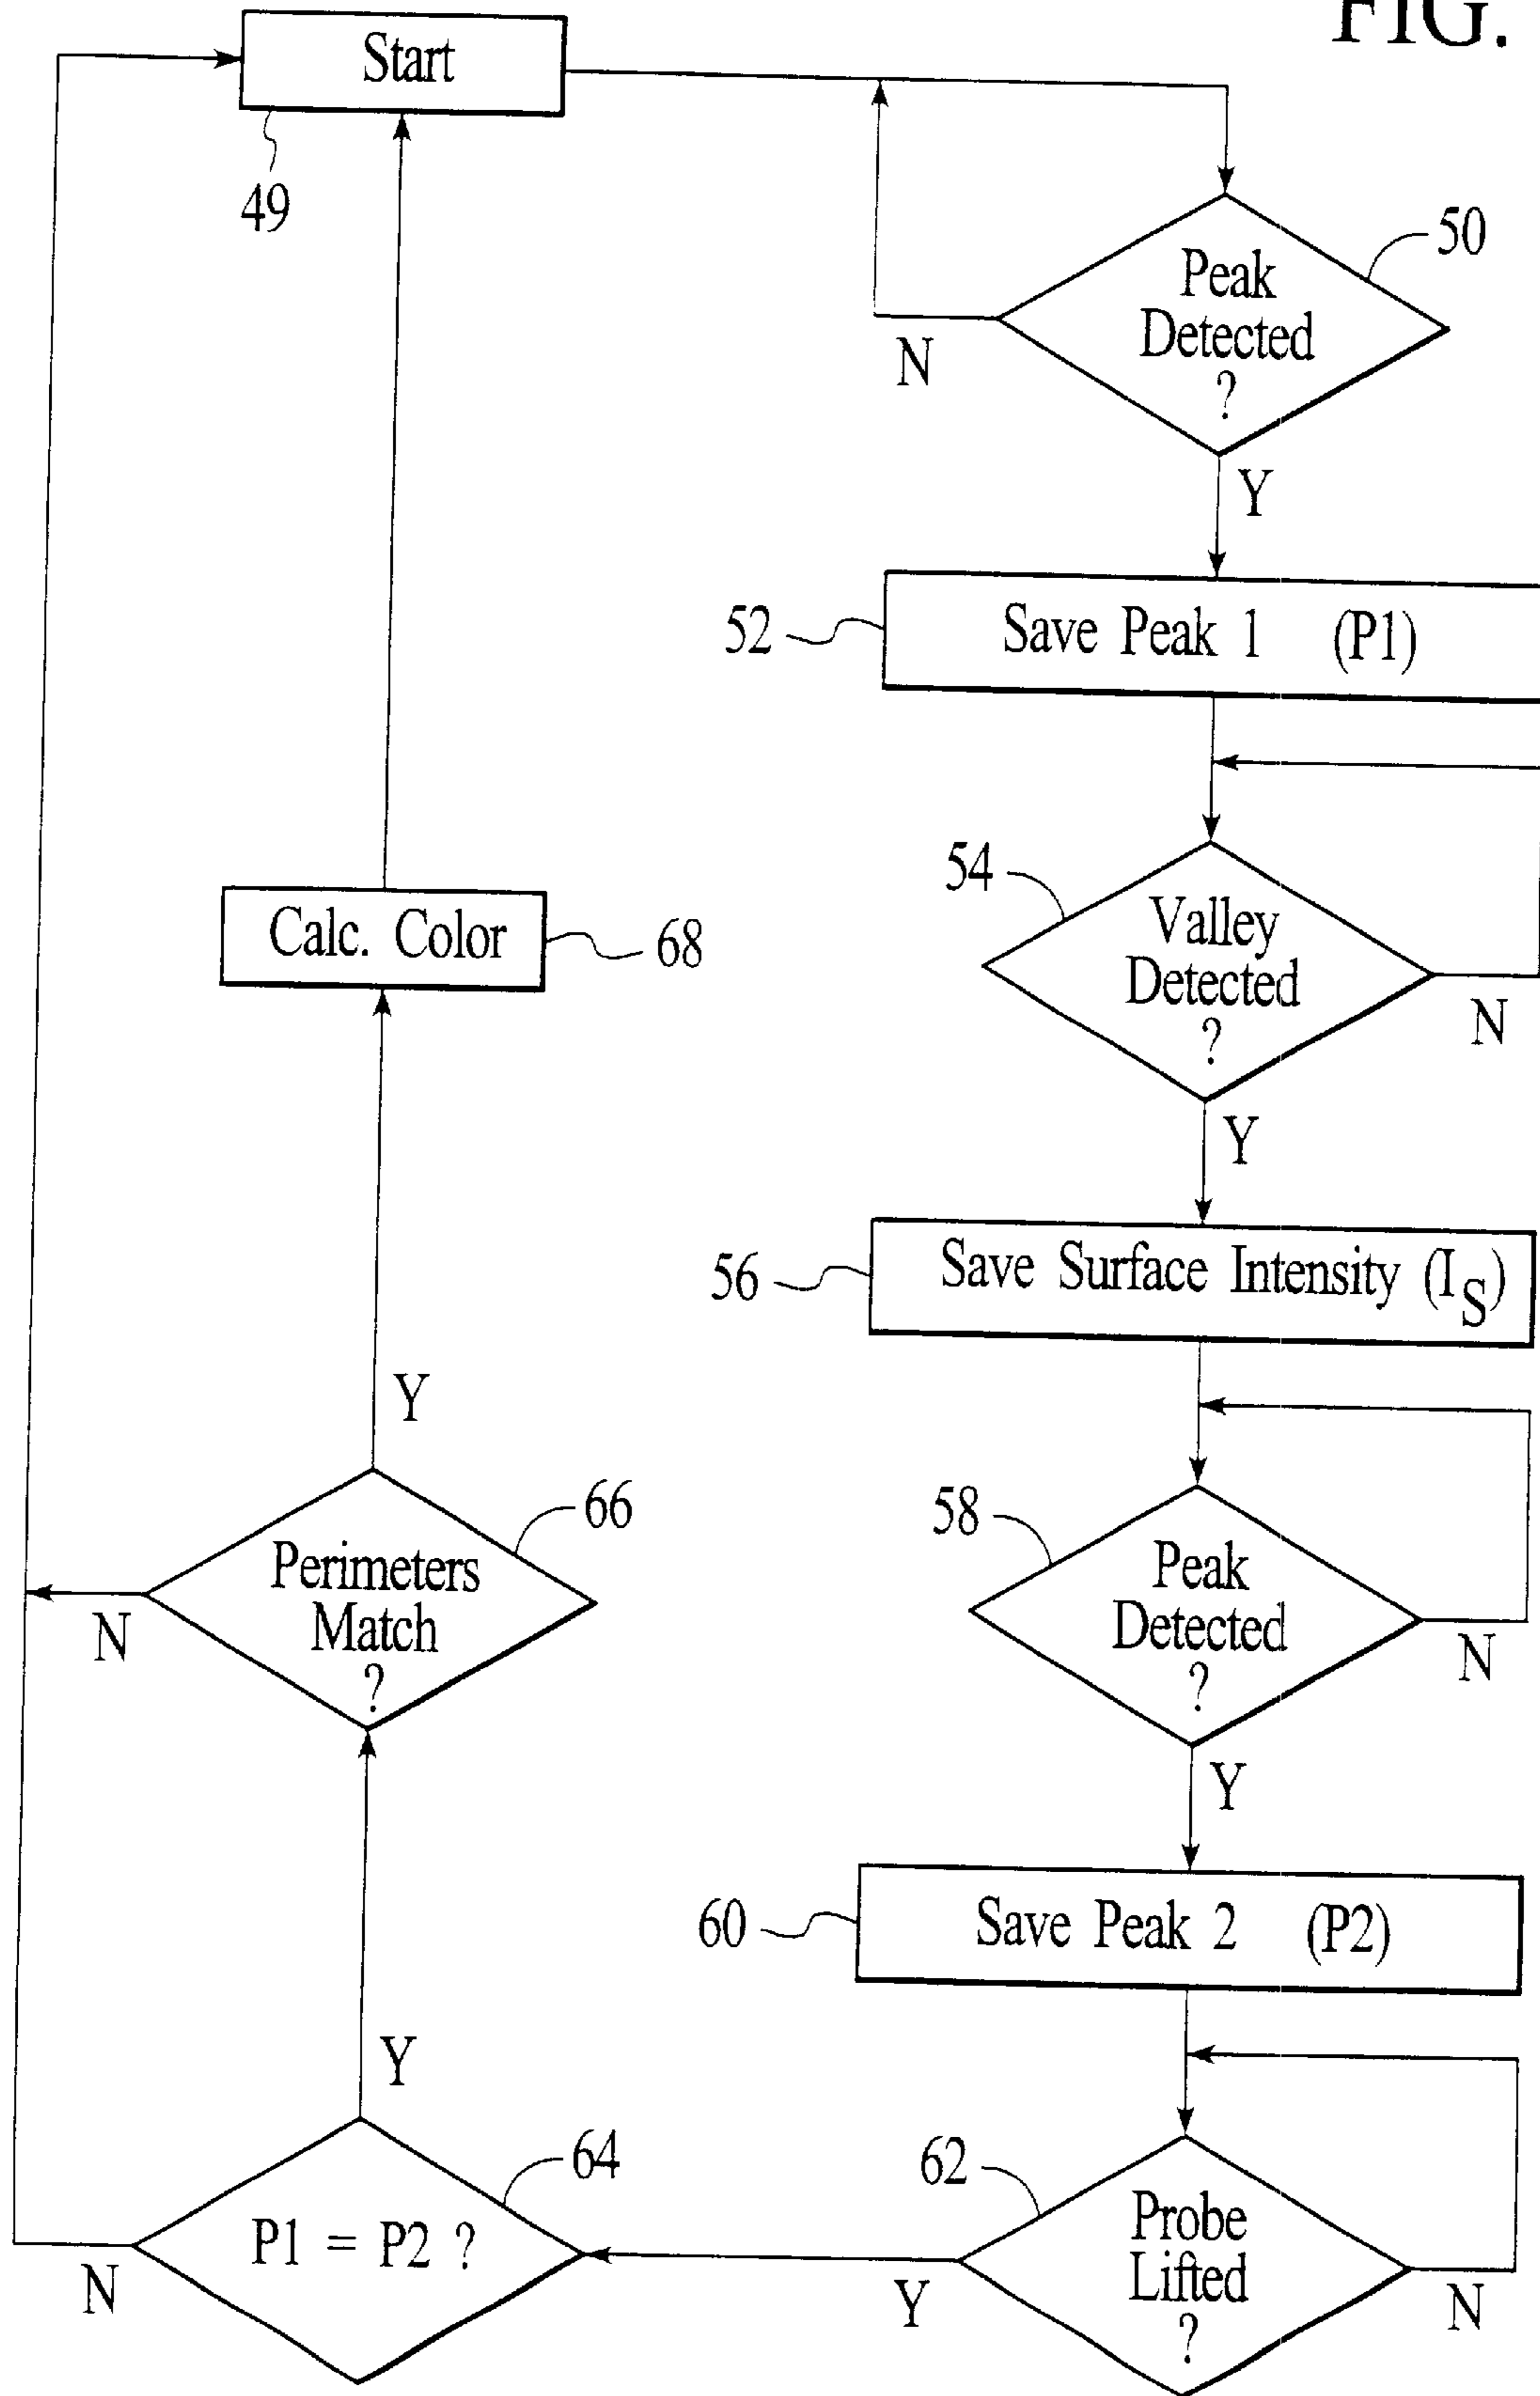 FIG.
Start
49
50
Peak
Detected
?
N
Y
52
Save Peak 1 (P1)
54
Valley
Detected
?
N
Y
56
Save Surface Intensity (IS)
58
Peak
Detected
?
N
Y
60
Save Peak 2 (P2)
62
Probe
Lifted
?
N
Y
64
P1 = P2 ?
N
Y
66
Perimeters
Match
?
N
Y
Calc. Color
68